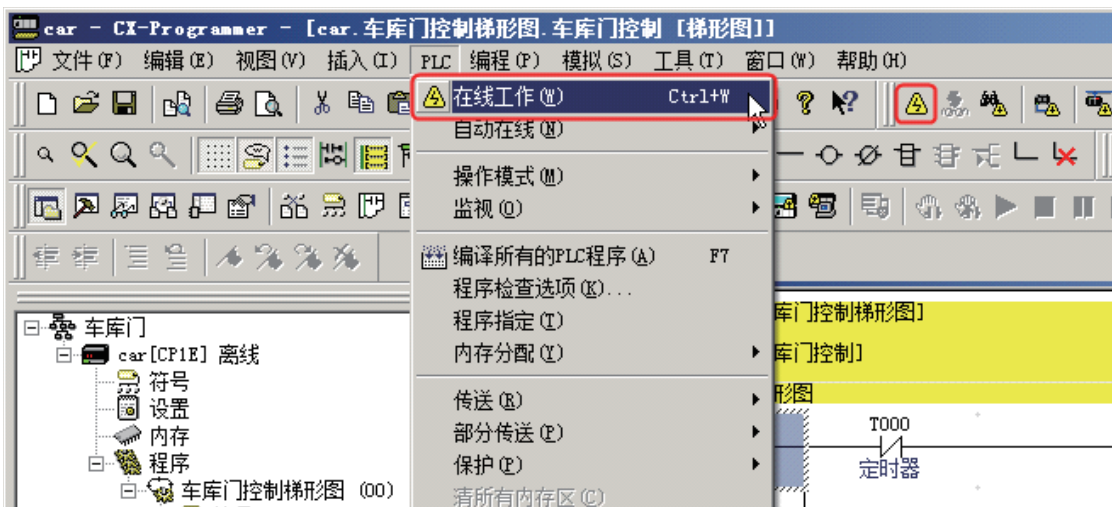 car - CX-Programmer - [car.车库门控制梯形图.车库门控制 [梯形图]]
文件(F) 编辑(E) 视图(V) 插入(I) PLC 编程(P) 模拟(S) 工具(T) 窗口(W) 帮助(H)
在线工作(W) Ctrl+W
自动在线(N)
操作模式(M)
监视(O)
编译所有的PLC程序(A) F7
程序检查选项(K)...
程序指定(T)
内存分配(Y)
传送(R)
部分传送(P)
保护(P)
清所有内存区(C)
车库门
car[CP1E] 离线
符号
设置
内存
程序
车库门控制梯形图 (00)
库门控制梯形图]
库门控制]
形图
T000
定时器